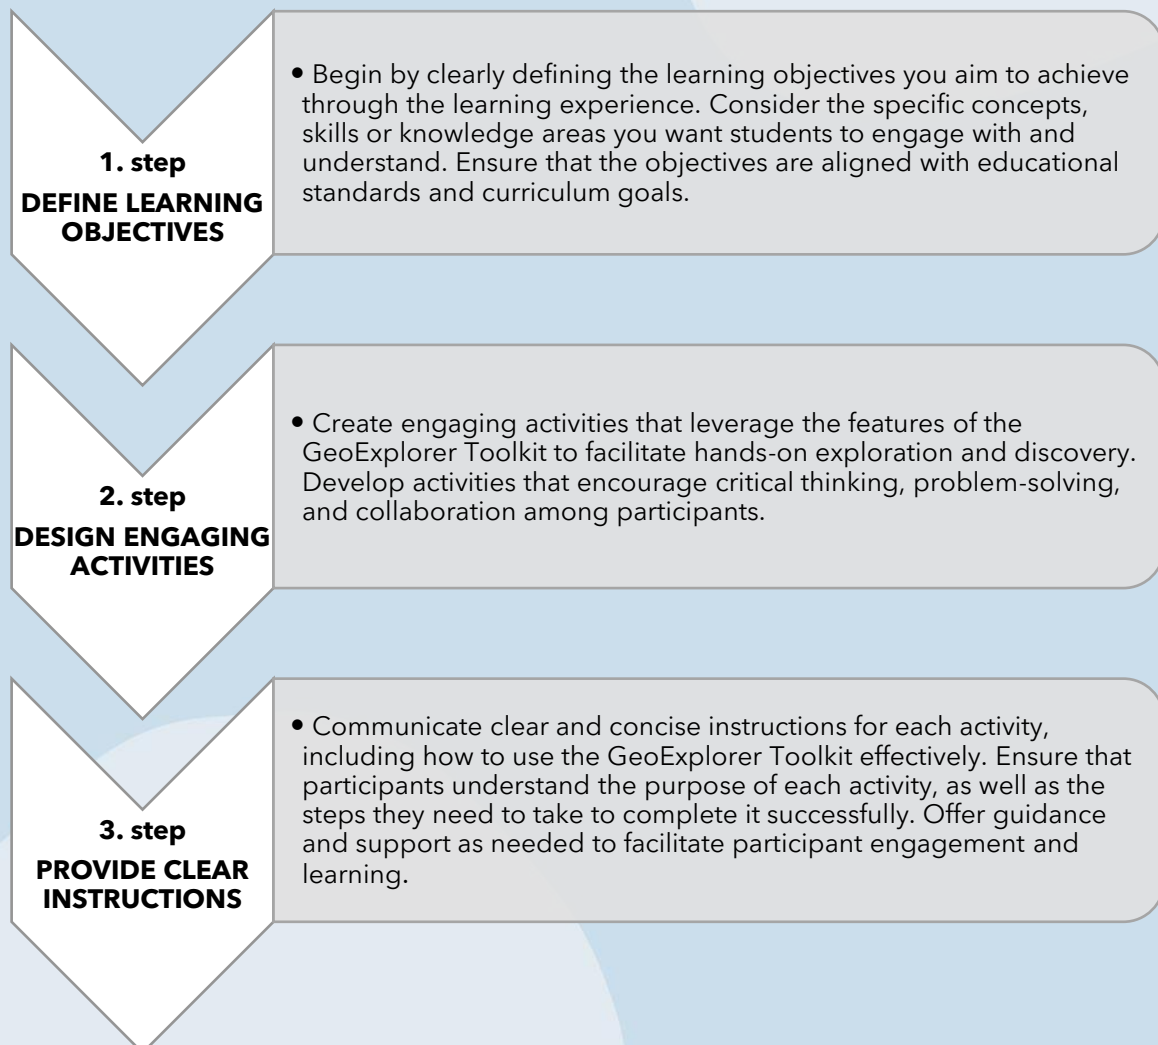 1. step
DEFINE LEARNING
OBJECTIVES
• Begin by clearly defining the learning objectives you aim to achieve
through the learning experience. Consider the specific concepts,
skills or knowledge areas you want students to engage with and
understand. Ensure that the objectives are aligned with educational
standards and curriculum goals.
2. step
DESIGN ENGAGING
ACTIVITIES
• Create engaging activities that leverage the features of the
GeoExplorer Toolkit to facilitate hands-on exploration and discovery.
Develop activities that encourage critical thinking, problem-solving,
and collaboration among participants.
3. step
PROVIDE CLEAR
INSTRUCTIONS
• Communicate clear and concise instructions for each activity,
including how to use the GeoExplorer Toolkit effectively. Ensure that
participants understand the purpose of each activity, as well as the
steps they need to take to complete it successfully. Offer guidance
and support as needed to facilitate participant engagement and
learning.